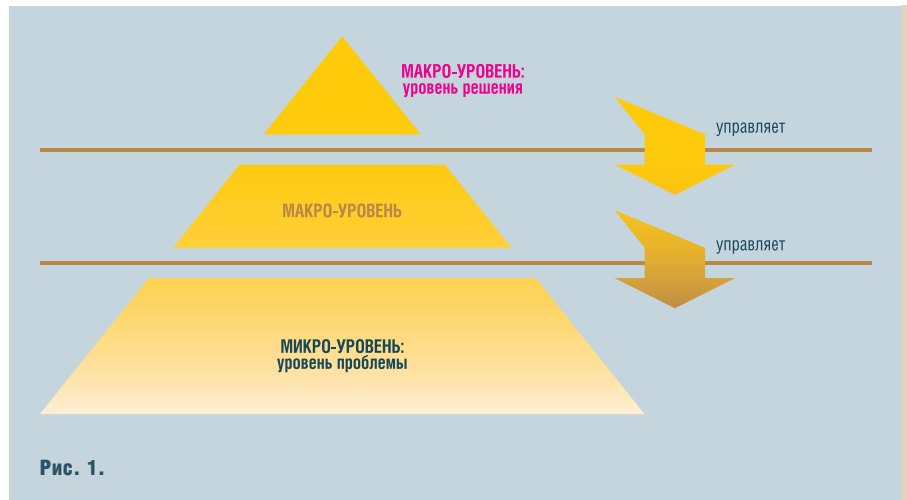 МАКРО-УРОВЕНЬ:
уровень решения
управляет
МАКРО-УРОВЕНЬ
управляет
МИКРО-УРОВЕНЬ:
уровень проблемы
Рис. 1.